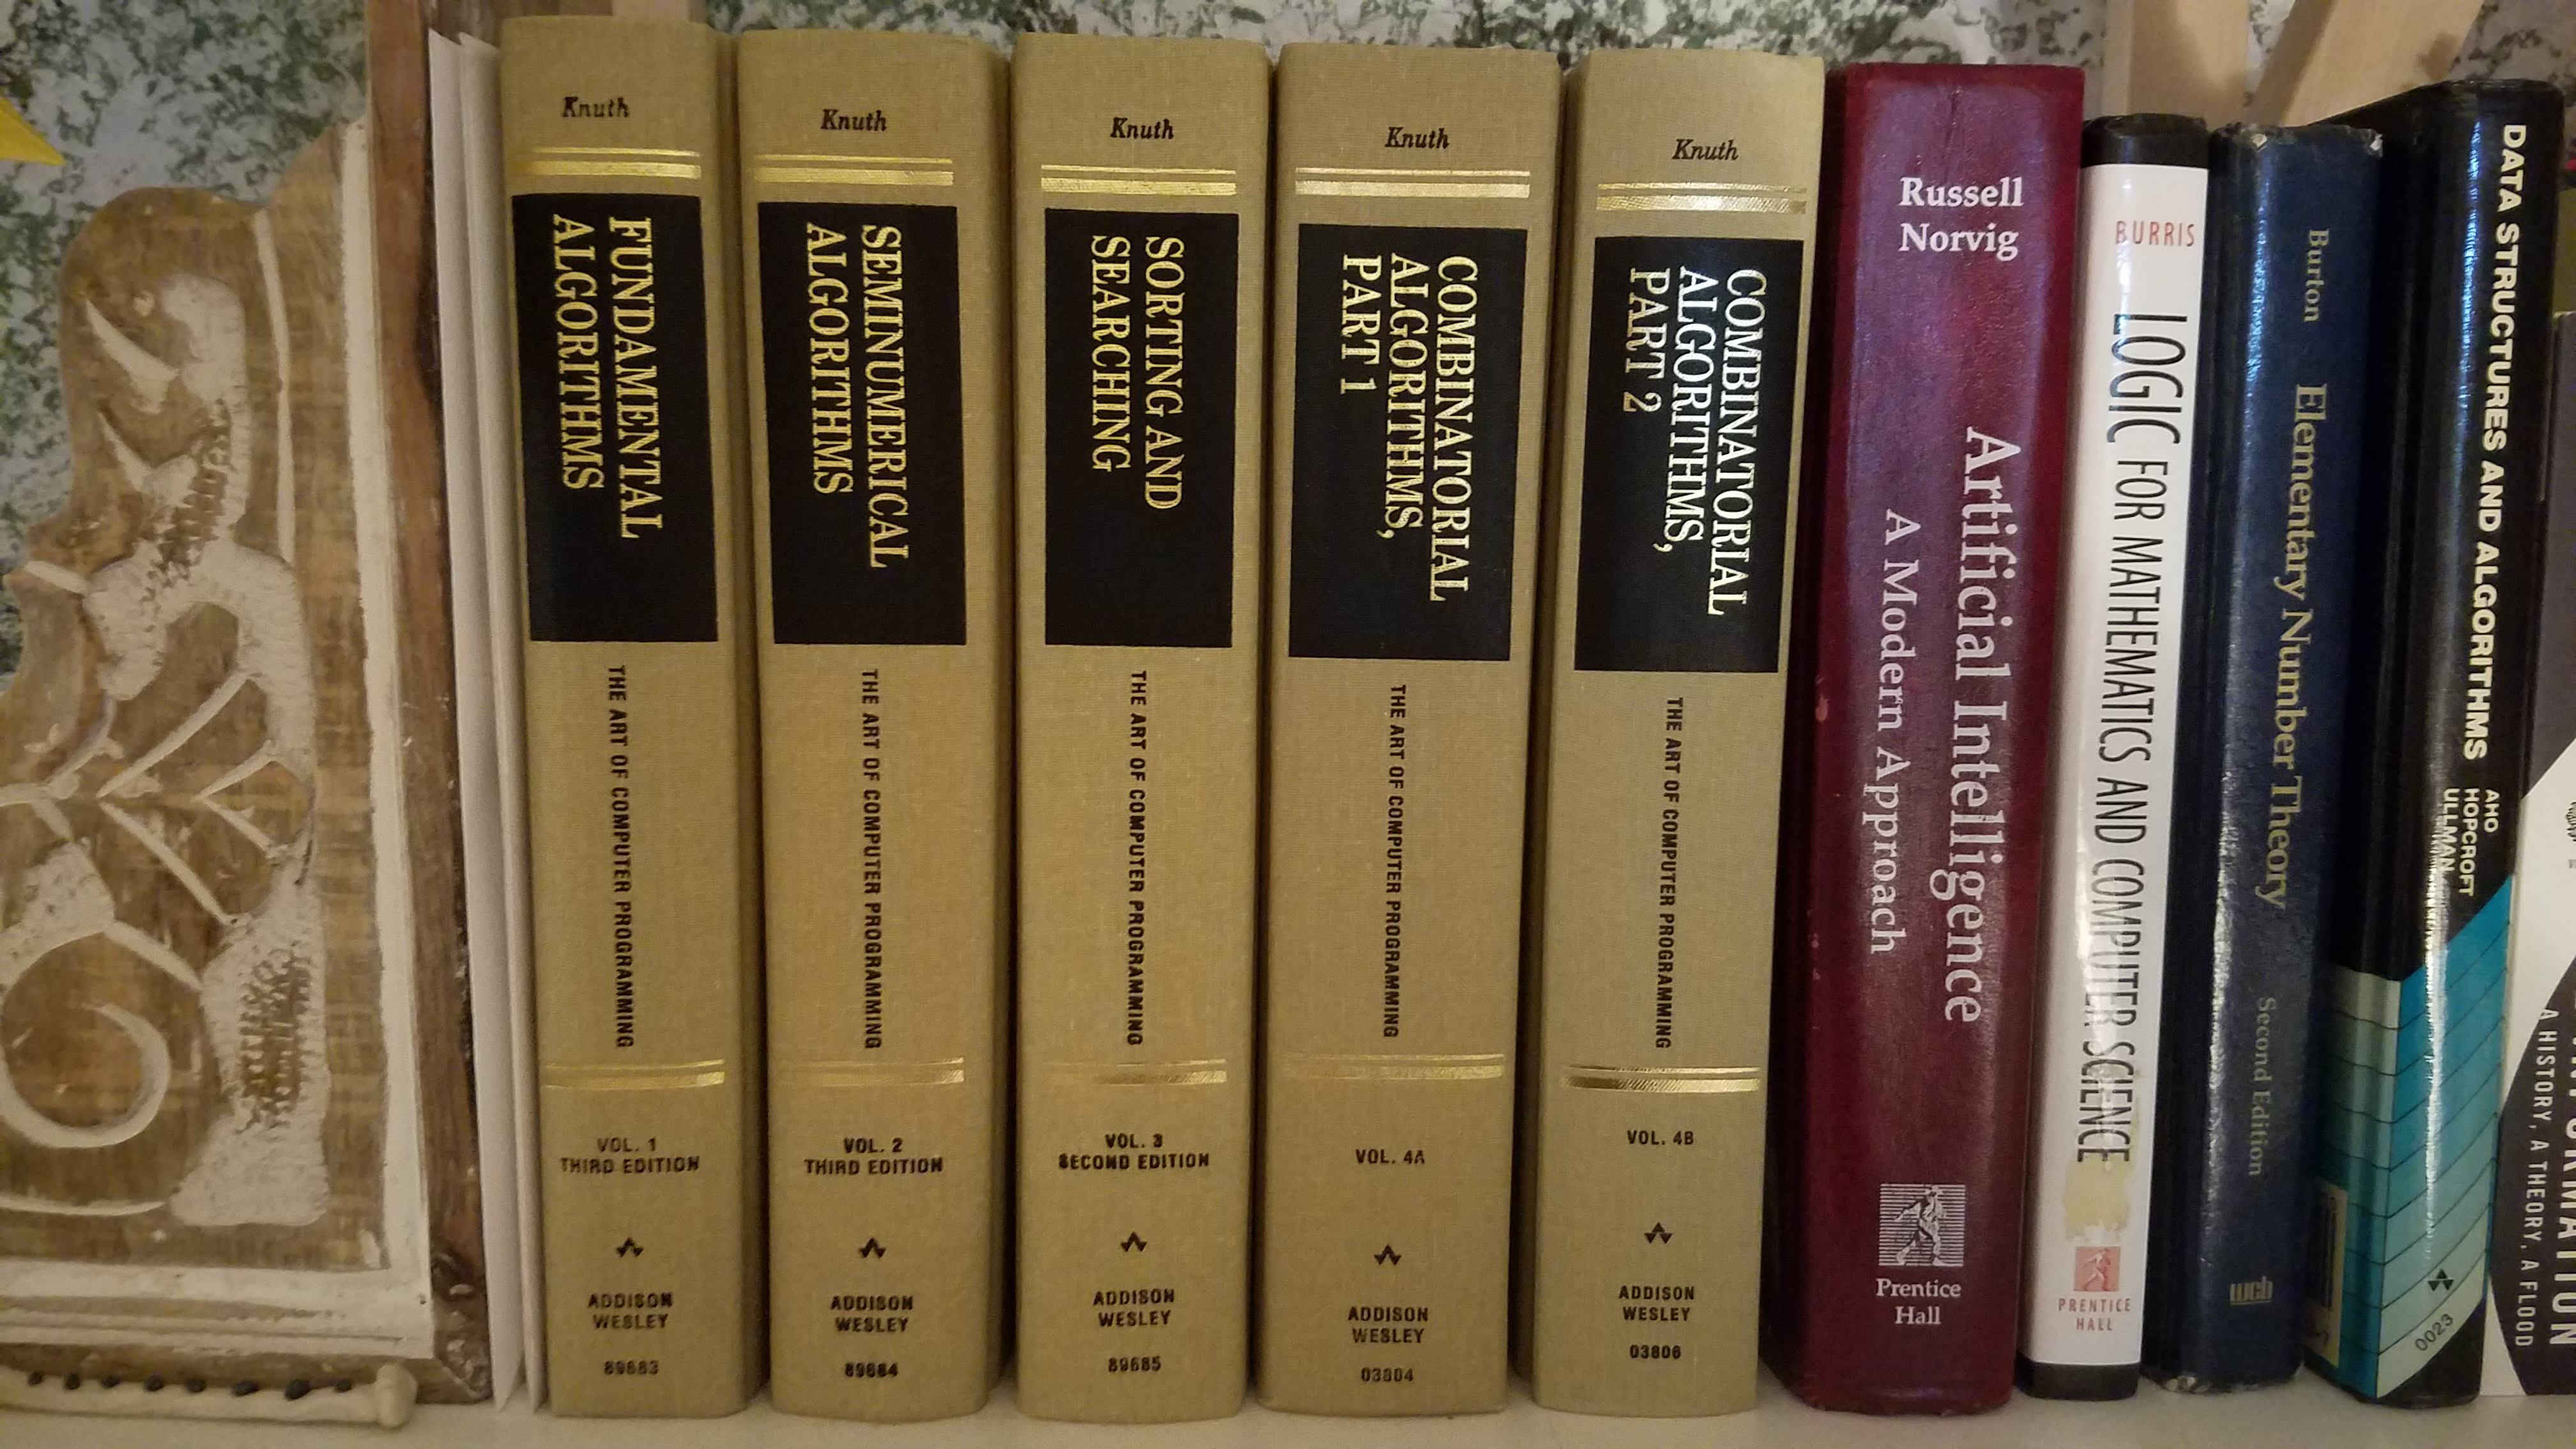 Knuth
FUNDAMENTAL
ALGORITHMS
THE ART OF COMPUTER PROGRAMMING
VOL. 1
THIRD EDITION
ADDISON
WESLEY
89683
Knuth
SEMINUMERICAL
ALGORITHMS
THE ART OF COMPUTER PROGRAMMING
VOL. 2
THIRD EDITION
ADDISON
WESLEY
89684
Knuth
SORTING AND
SEARCHING
THE ART OF COMPUTER PROGRAMMING
VOL. 3
SECOND EDITION
ADDISON
WESLEY
89685
Knuth
COMBINATORIAL
ALGORITHMS,
PART 1
THE ART OF COMPUTER PROGRAMMING
VOL. 4A
ADDISON
WESLEY
03804
Knuth
COMBINATORIAL
ALGORITHMS,
PART 2
THE ART OF COMPUTER PROGRAMMING
VOL. 4B
ADDISON
WESLEY
03806
Russell
Norvig
Artificial Intelligence
A Modern Approach
Prentice
Hall
BURRIS
LOGIC FOR MATHEMATICS AND COMPUTER SCIENCE
PRENTICE
HALL
Burton
Elementary Number Theory
Second Edition
wcb
DATA STRUCTURES AND ALGORITHMS
AHO
HOPCROFT
ULLMAN
0023
A HISTORY, A THEORY, A FLOOD